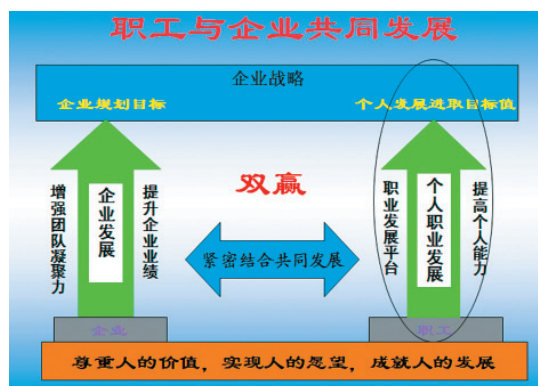 职工与企业共同发展
企业战略
企业规划目标
个人发展进取目标值
双赢
增强团队凝聚力
企业发展
提升企业业绩
紧密结合共同发展
职业发展平台
个人职业发展
提高个人能力
企业
职工
尊重人的价值，实现人的愿望，成就人的发展